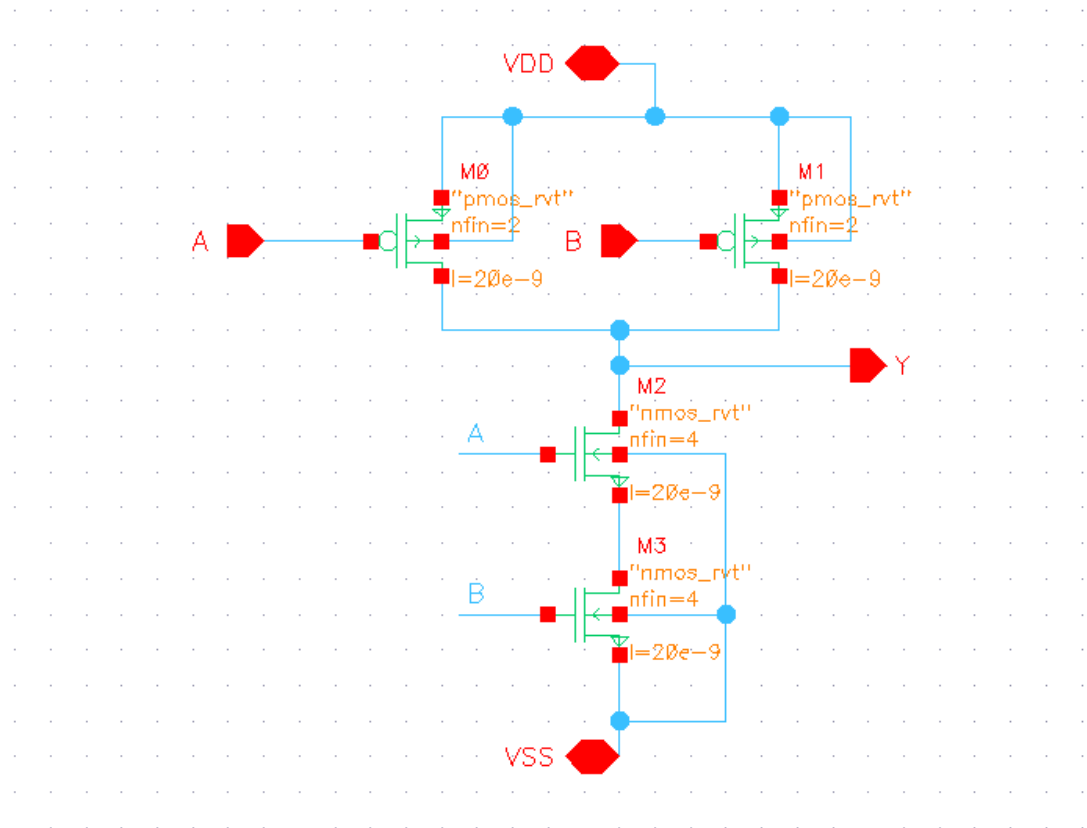 VDD
M0
"pmos_rvt"
nfin=2
l=20e-9
A
M1
"pmos_rvt"
nfin=2
l=20e-9
B
Y
M2
"nmos_rvt"
nfin=4
l=20e-9
A
M3
"nmos_rvt"
nfin=4
l=20e-9
B
VSS